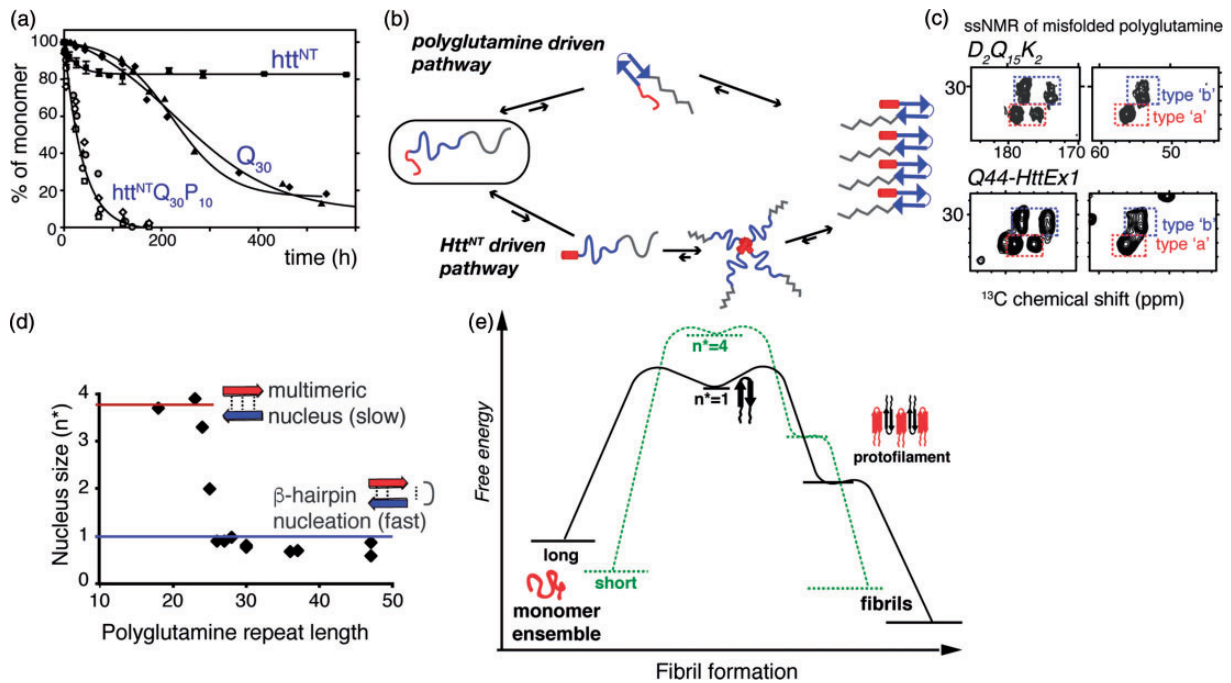 (a)
100
80
60
40
20
0
0
200
400
600
% of monomer
time (h)
htt^NT
Q30
htt^NTQ30P10
(b)
polyglutamine driven
pathway
Htt^NT driven
pathway
(c)
ssNMR of misfolded polyglutamine
D2Q15K2
30
type 'b'
type 'a'
180
170
60
50
Q44-HttEx1
30
type 'b'
type 'a'
13C chemical shift (ppm)
(d)
4
3
2
1
0
10
20
30
40
50
Nucleus size (n*)
Polyglutamine repeat length
multimeric
nucleus (slow)
β-hairpin
nucleation (fast)
(e)
Free energy
n*=4
n*=1
protofilament
long
short
monomer
ensemble
fibrils
Fibril formation